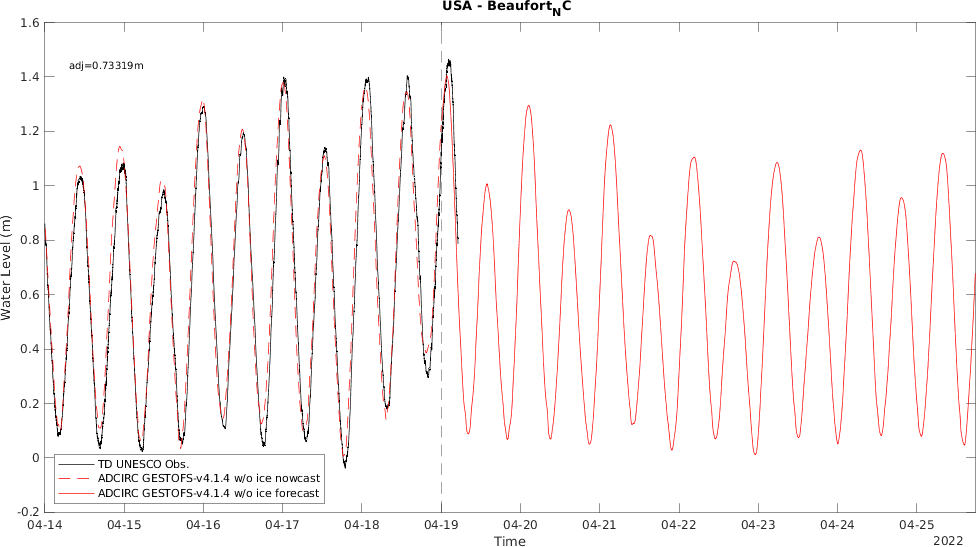 USA - Beaufort_NC
1.6
adj=0.73319m
1.4
1.2
1
0.8
0.6
0.4
0.2
0
-0.2
Water Level (m)
TD UNESCO Obs.
ADCIRC GESTOFS-v4.1.4 w/o ice nowcast
ADCIRC GESTOFS-v4.1.4 w/o ice forecast
04-14 04-15 04-16 04-17 04-18 04-19 04-20 04-21 04-22 04-23 04-24 04-25
Time
2022